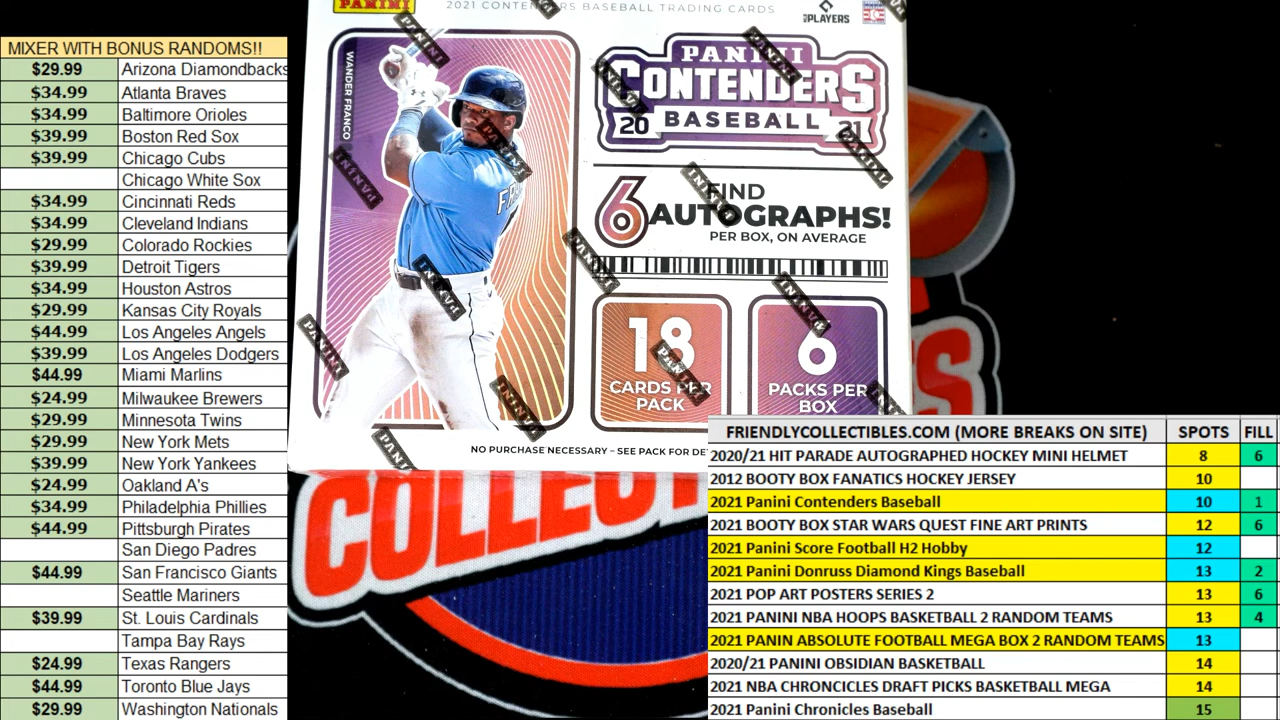 MIXER WITH BONUS RANDOMS!!
$29.99 Arizona Diamondbacks
$34.99 Atlanta Braves
$34.99 Baltimore Orioles
$39.99 Boston Red Sox
$39.99 Chicago Cubs
Chicago White Sox
$34.99 Cincinnati Reds
$34.99 Cleveland Indians
$29.99 Colorado Rockies
$39.99 Detroit Tigers
$34.99 Houston Astros
$29.99 Kansas City Royals
$44.99 Los Angeles Angels
$39.99 Los Angeles Dodgers
$44.99 Miami Marlins
$24.99 Milwaukee Brewers
$29.99 Minnesota Twins
$29.99 New York Mets
$39.99 New York Yankees
$24.99 Oakland A's
$34.99 Philadelphia Phillies
$44.99 Pittsburgh Pirates
San Diego Padres
$44.99 San Francisco Giants
Seattle Mariners
$39.99 St. Louis Cardinals
Tampa Bay Rays
$24.99 Texas Rangers
$44.99 Toronto Blue Jays
$29.99 Washington Nationals
PANINI
2021 CONTENDERS BASEBALL TRADING CARDS
PLAYERS
WANDER FRANCO
PANINI
CONTENDERS
20 BASEBALL 21
6 FIND
AUTOGRAPHS!
PER BOX, ON AVERAGE
18
CARDS PER
PACK
6
PACKS PER
BOX
NO PURCHASE NECESSARY – SEE PACK FOR DE
COLLECT
S
FRIENDLYCOLLECTIBLES.COM (MORE BREAKS ON SITE) SPOTS FILL
2020/21 HIT PARADE AUTOGRAPHED HOCKEY MINI HELMET 8 6
2012 BOOTY BOX FANATICS HOCKEY JERSEY 10
2021 Panini Contenders Baseball 10 1
2021 BOOTY BOX STAR WARS QUEST FINE ART PRINTS 12 6
2021 Panini Score Football H2 Hobby 12
2021 Panini Donruss Diamond Kings Baseball 13 2
2021 POP ART POSTERS SERIES 2 13 6
2021 PANINI NBA HOOPS BASKETBALL 2 RANDOM TEAMS 13 4
2021 PANIN ABSOLUTE FOOTBALL MEGA BOX 2 RANDOM TEAMS 13
2020/21 PANINI OBSIDIAN BASKETBALL 14
2021 NBA CHRONCICLES DRAFT PICKS BASKETBALL MEGA 14
2021 Panini Chronicles Baseball 15